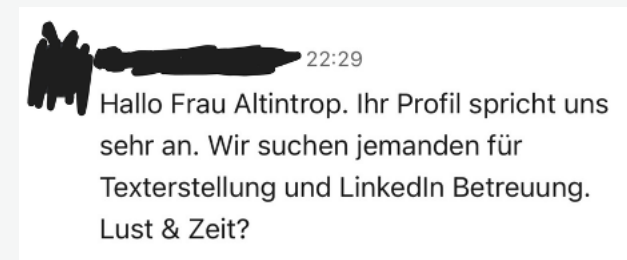 22:29
Hallo Frau Altintrop. Ihr Profil spricht uns
sehr an. Wir suchen jemanden für
Texterstellung und LinkedIn Betreuung.
Lust & Zeit?